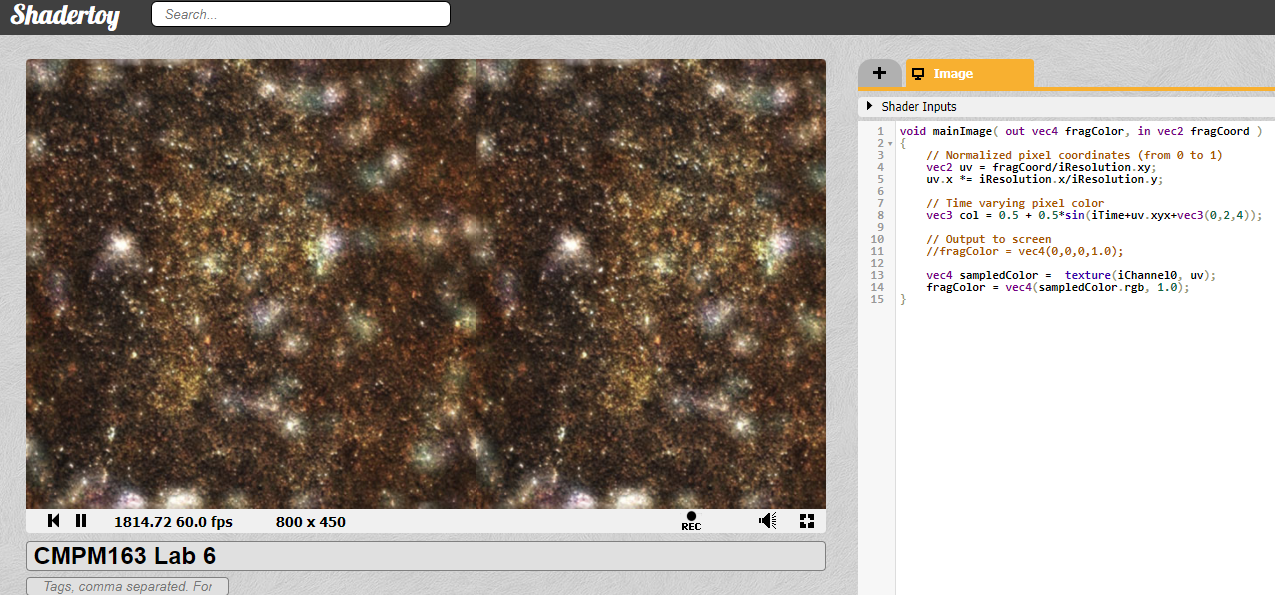 Shadertoy
Search...
+ Image
Shader Inputs
1 void mainImage( out vec4 fragColor, in vec2 fragCoord )
2 {
3     // Normalized pixel coordinates (from 0 to 1)
4     vec2 uv = fragCoord/iResolution.xy;
5     uv.x *= iResolution.x/iResolution.y;
6
7     // Time varying pixel color
8     vec3 col = 0.5 + 0.5*sin(iTime+uv.xyx+vec3(0,2,4));
9
10     // Output to screen
11     //fragColor = vec4(0,0,0,1.0);
12
13     vec4 sampledColor =  texture(iChannel0, uv);
14     fragColor = vec4(sampledColor.rgb, 1.0);
15 }
1814.72 60.0 fps 800 x 450 REC
CMPM163 Lab 6
Tags, comma separated. For